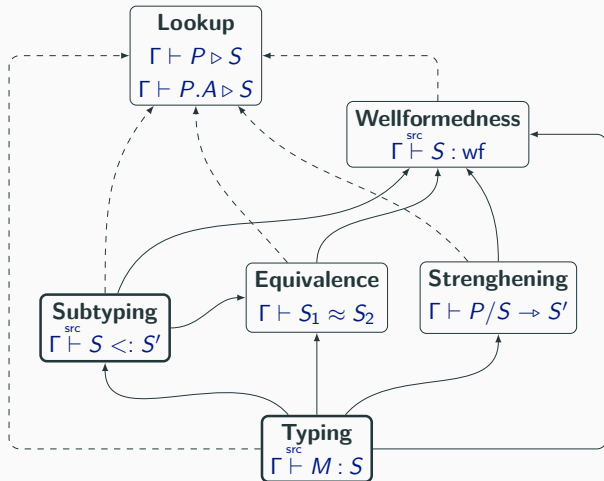 Lookup
Γ ⊢ P ▷ S
Γ ⊢ P.A ▷ S
Wellformedness
src
Γ ⊢ S : wf
Equivalence
Γ ⊢ S₁ ≈ S₂
Strenghening
Γ ⊢ P/S → S′
Subtyping
src
Γ ⊢ S <: S′
Typing
src
Γ ⊢ M : S